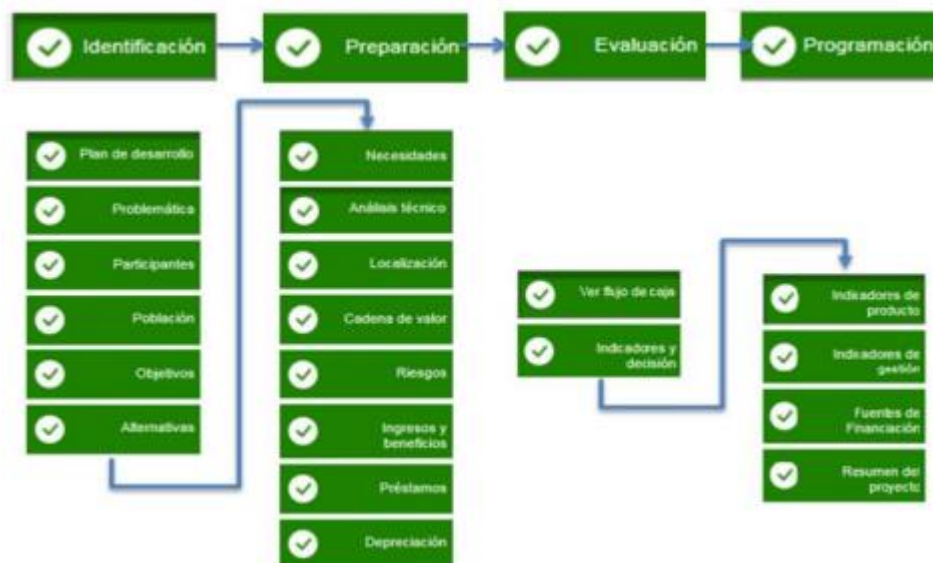 Identificación
Preparación
Evaluación
Programación
Plan de desarrollo
Problemática
Participantes
Población
Objetivos
Alternativas
Necesidades
Análisis técnico
Localización
Cadena de valor
Riesgos
Ingresos y
beneficios
Préstamos
Depreciación
Ver flujo de caja
Indicadores y
decisión
Indikadores de
producto
Indikadores de
gestión
Fuentes de
Financiación
Resumen del
proyecto